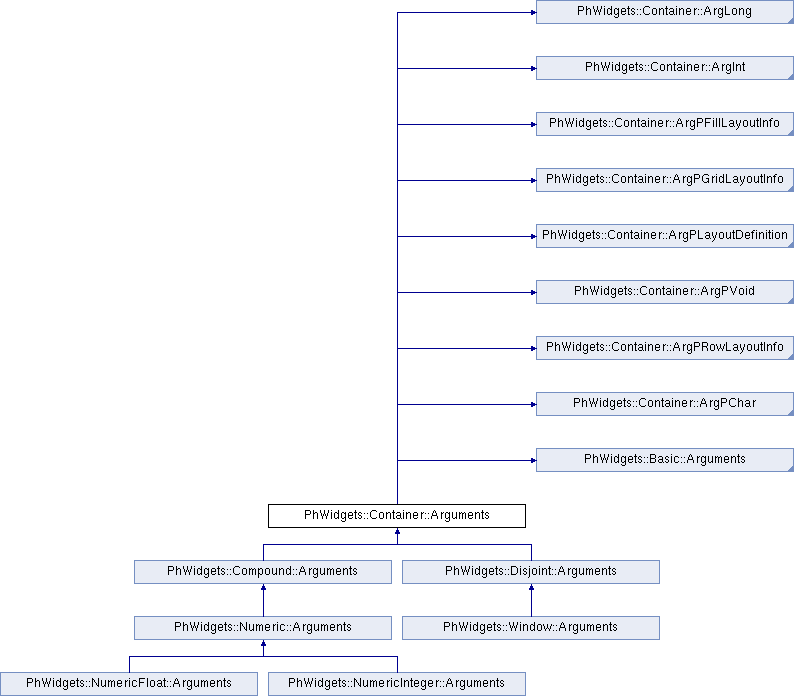 PhWidgets::Container::ArgLong
PhWidgets::Container::ArgInt
PhWidgets::Container::ArgPFillLayoutInfo
PhWidgets::Container::ArgPGridLayoutInfo
PhWidgets::Container::ArgPLayoutDefinition
PhWidgets::Container::ArgPVoid
PhWidgets::Container::ArgPRowLayoutInfo
PhWidgets::Container::ArgPChar
PhWidgets::Basic::Arguments
PhWidgets::Container::Arguments
PhWidgets::Compound::Arguments
PhWidgets::Disjoint::Arguments
PhWidgets::Numeric::Arguments
PhWidgets::Window::Arguments
PhWidgets::NumericFloat::Arguments
PhWidgets::NumericInteger::Arguments